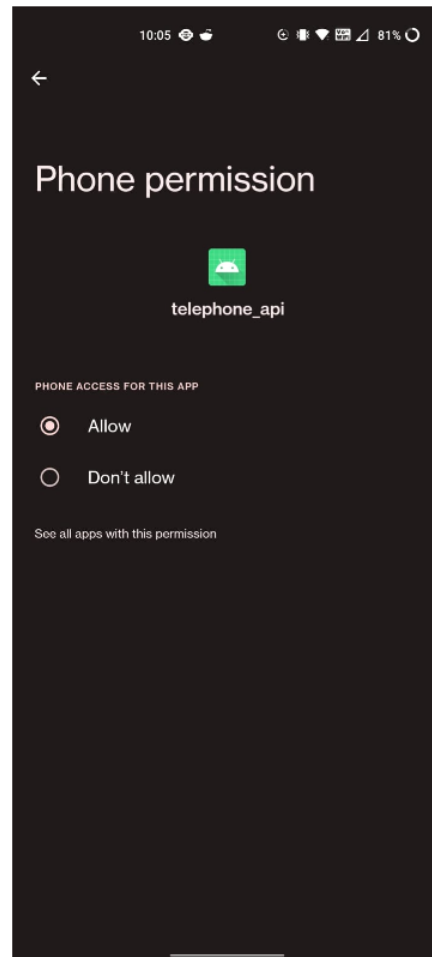 10:05 81%
Phone permission
telephone_api
PHONE ACCESS FOR THIS APP
Allow
Don't allow
See all apps with this permission